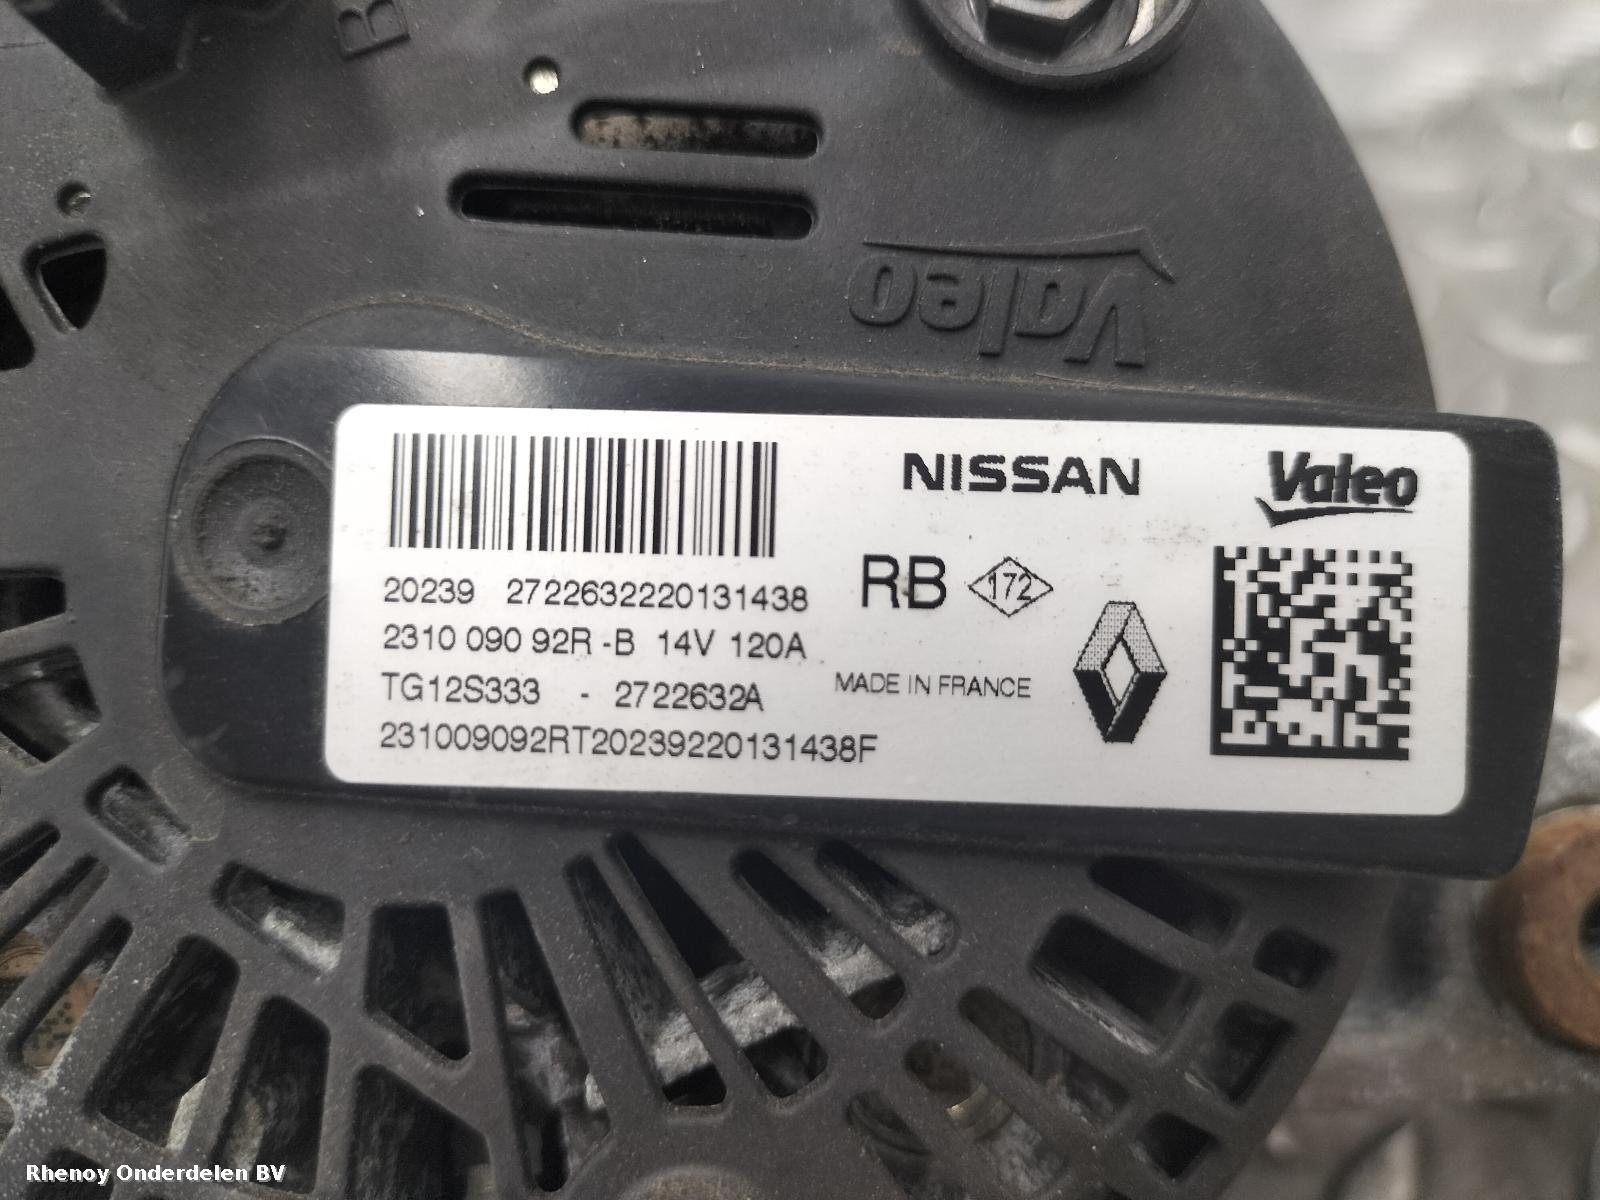 B
Valeo
NISSAN Valeo
RB 172
20239 2722632220131438
2310 090 92R -B 14V 120A
TG12S333 - 2722632A MADE IN FRANCE
231009092RT20239220131438F
Rhenoy Onderdelen BV